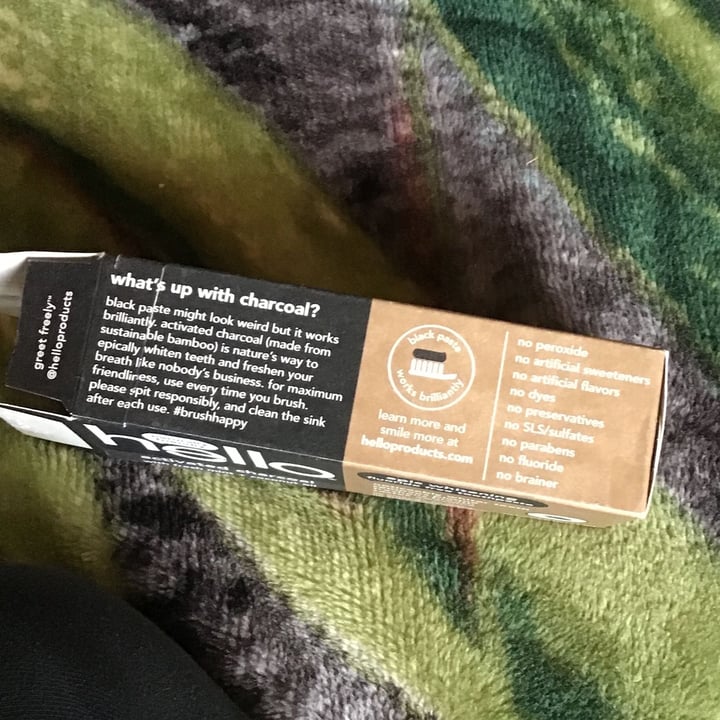 greet freely™
@helloproducts
what's up with charcoal?
black paste might look weird but it works
brilliantly. activated charcoal (made from
sustainable bamboo) is nature's way to
epically whiten teeth and freshen your
breath like nobody's business. for maximum
friendliness, use every time you brush.
please spit responsibly, and clean the sink
after each use. #brushhappy
black paste
works brilliantly
learn more and
smile more at
helloproducts.com
no peroxide
no artificial sweeteners
no artificial flavors
no dyes
no preservatives
no SLS/sulfates
no parabens
no fluoride
no brainer
hello
activated charcoal
epic whitening